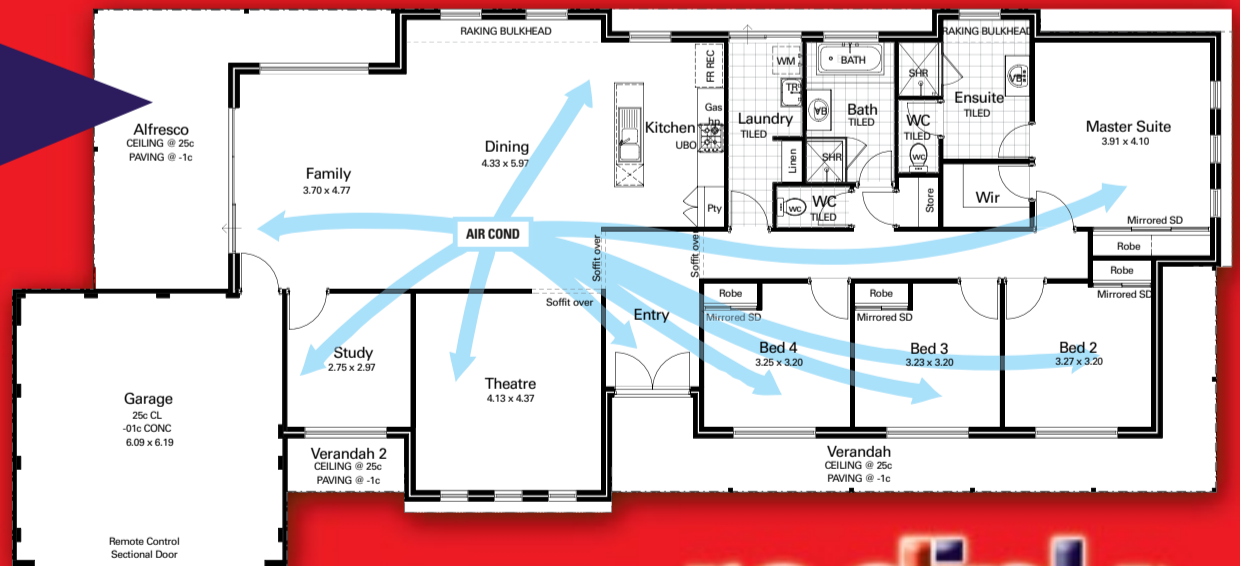 RAKING BULKHEAD
RAKING BULKHEAD
FR REC
WM
BATH
SHR
VB
TR
Alfresco
CEILING @ 25c
PAVING @ -1c
Gas
hp
Kitchen
UBO
Laundry
TILED
VB
Bath
TILED
WC
TILED
WC
Ensuite
TILED
Master Suite
3.91 x 4.10
Dining
4.33 x 5.97
Family
3.70 x 4.77
Linen
SHR
Pty
WC
WC
TILED
Store
Wir
AIR COND
Mirrored SD
Robe
Robe
Mirrored SD
Soffit over
Soffit over
Soffit over
Entry
Robe
Mirrored SD
Robe
Mirrored SD
Study
2.75 x 2.97
Theatre
4.13 x 4.37
Bed 4
3.25 x 3.20
Bed 3
3.23 x 3.20
Bed 2
3.27 x 3.20
Garage
25c CL
-01c CONC
6.09 x 6.19
Verandah 2
CEILING @ 25c
PAVING @ -1c
Verandah
CEILING @ 25c
PAVING @ -1c
Remote Control
Sectional Door